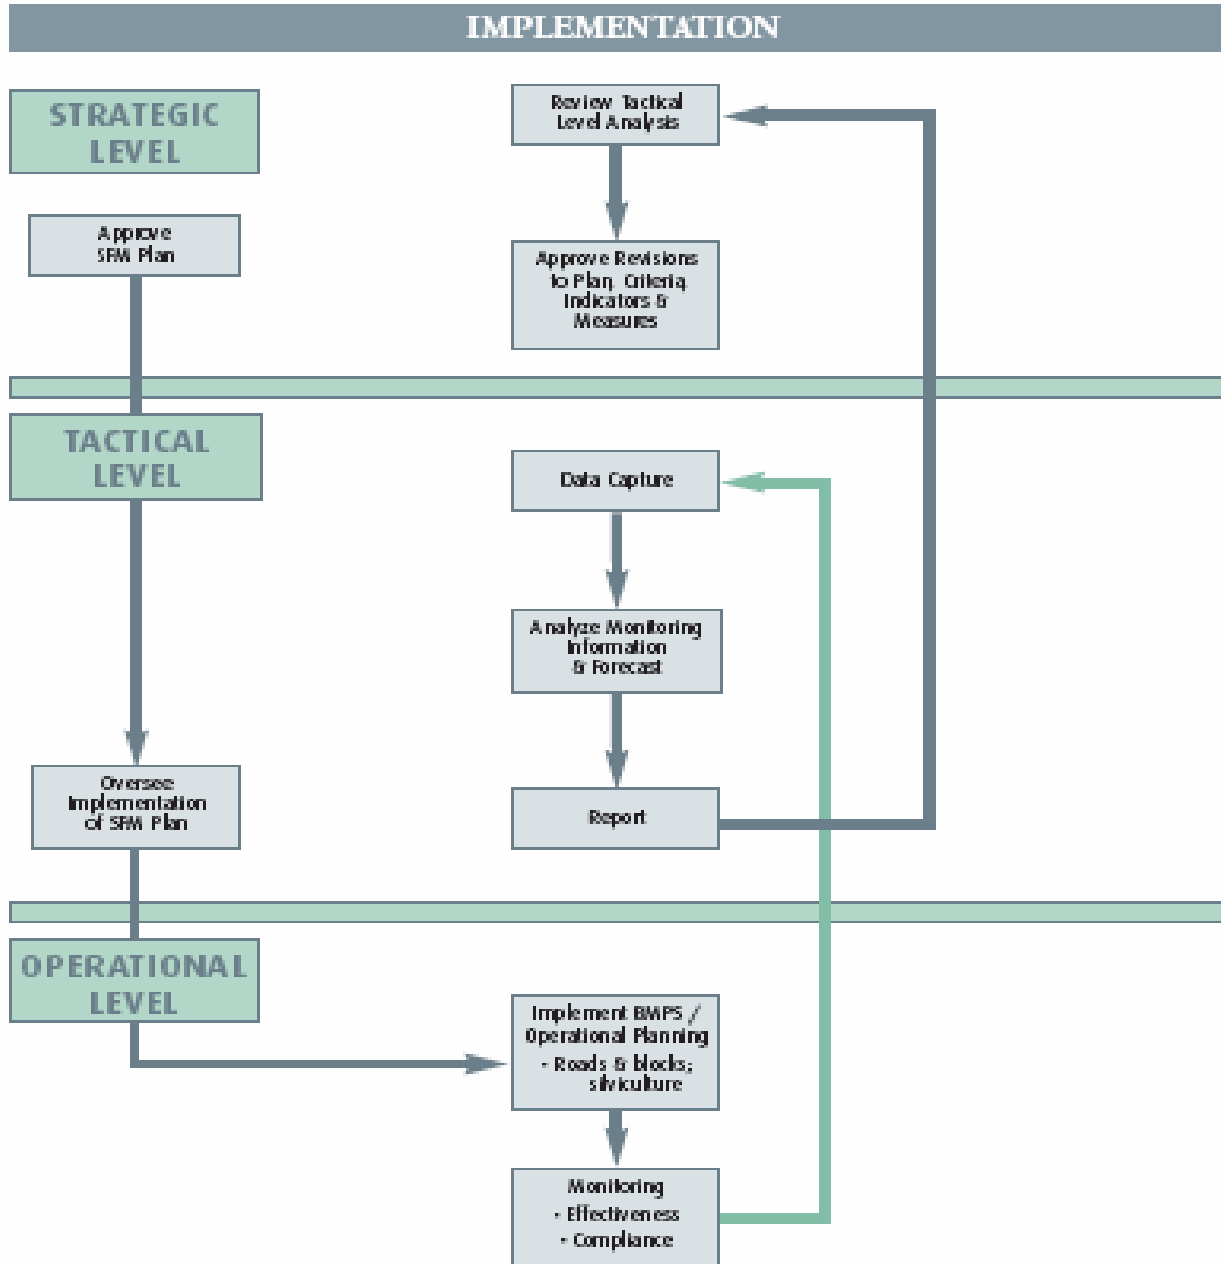 IMPLEMENTATION
STRATEGIC
LEVEL
Review Tactical
Level Analysis
Approve
SFM Plan
Approve Revisions
to Plan, Criteria,
Indicators &
Measures
TACTICAL
LEVEL
Data Capture
Analyze Monitoring
Information
& Forecast
Oversee
Implementation
of SFM Plan
Report
OPERATIONAL
LEVEL
Implement BMPS /
Operational Planning
- Roads & blocks;
silviculture
Monitoring
- Effectiveness
- Compliance